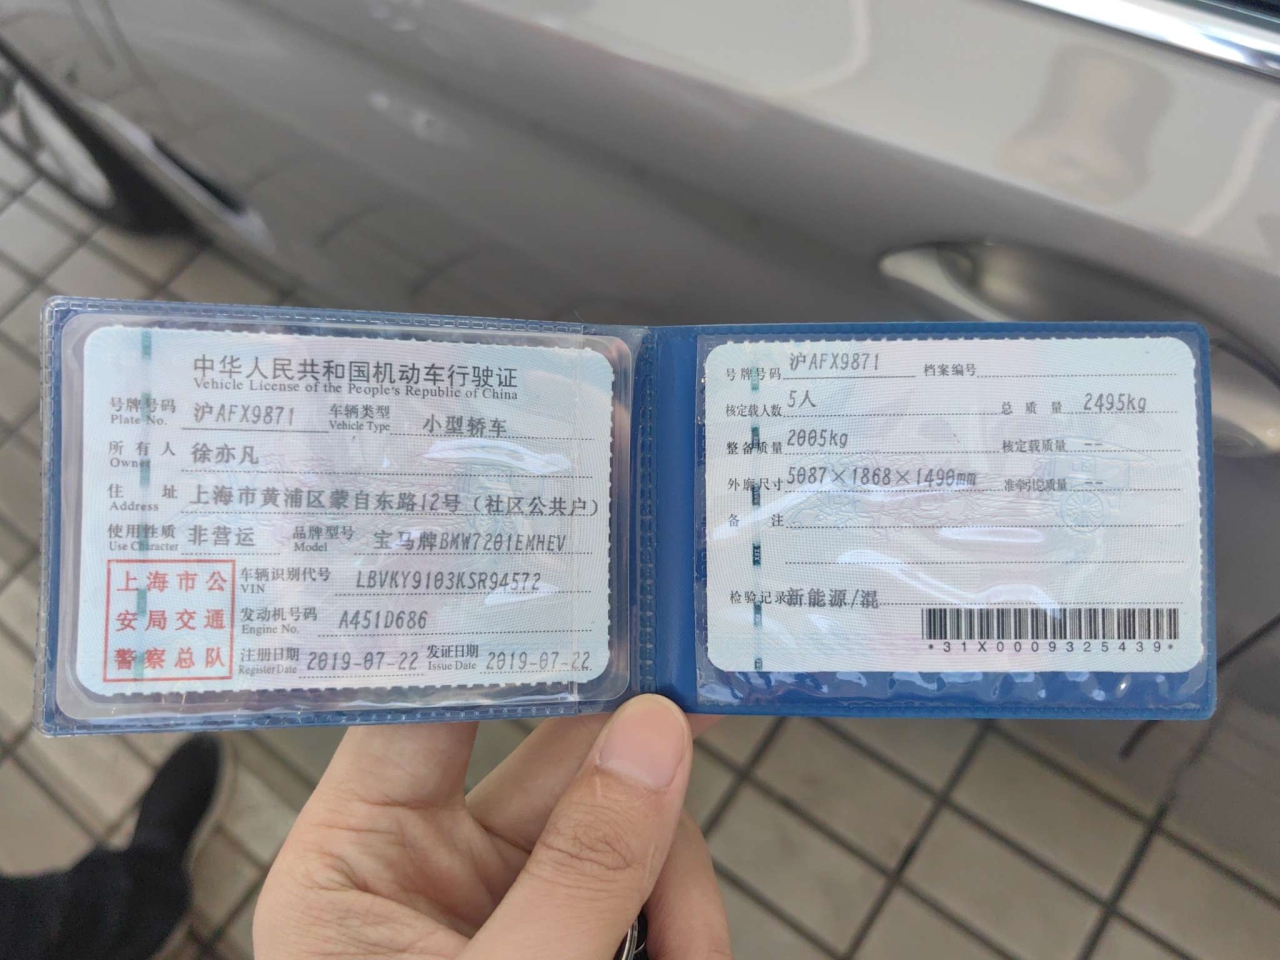 中华人民共和国机动车行驶证
Vehicle License of the People's Republic of China
号牌号码 沪AFX9871 车辆类型 小型轿车
Plate No. Vehicle Type
所有人 徐亦凡
Owner
住址 上海市黄浦区蒙自东路12号（社区公共户）
Address
使用性质 非营运 品牌型号 宝马牌BMW7201EMHEV
Use Character Model
上海市公
安局交通
警察总队
车辆识别代号 LBVKY9103KSR94572
VIN
发动机号码 A451D686
Engine No.
注册日期 2019-07-22 发证日期 2019-07-22
Register Date Issue Date
号牌号码 沪AFX9871 档案编号
核定载人数 5人 总质量 2495kg
整备质量 2005kg 核定载质量 --
外廓尺寸 5087×1868×1490mm 准牵引总质量 --
备注
检验记录 新能源/混
*31X0009325439*